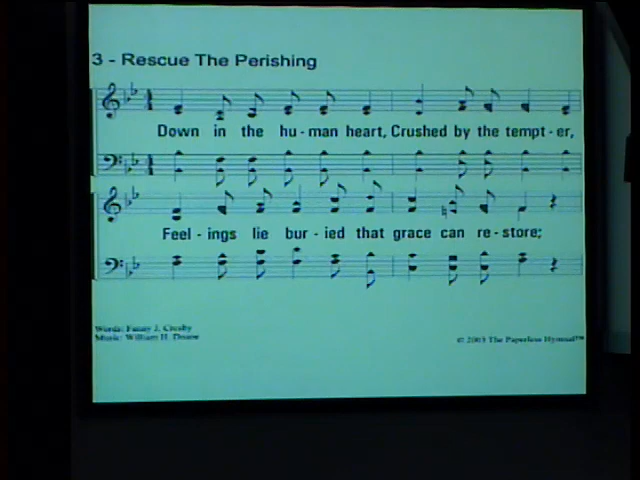 3 - Rescue The Perishing
Down in the hu - man heart, Crushed by the tempt - er,
Feel - ings lie bur - ied that grace can re - store;
Words: Fanny J. Crosby
Music: William H. Doane
© 2003 The Paperless Hymnal™